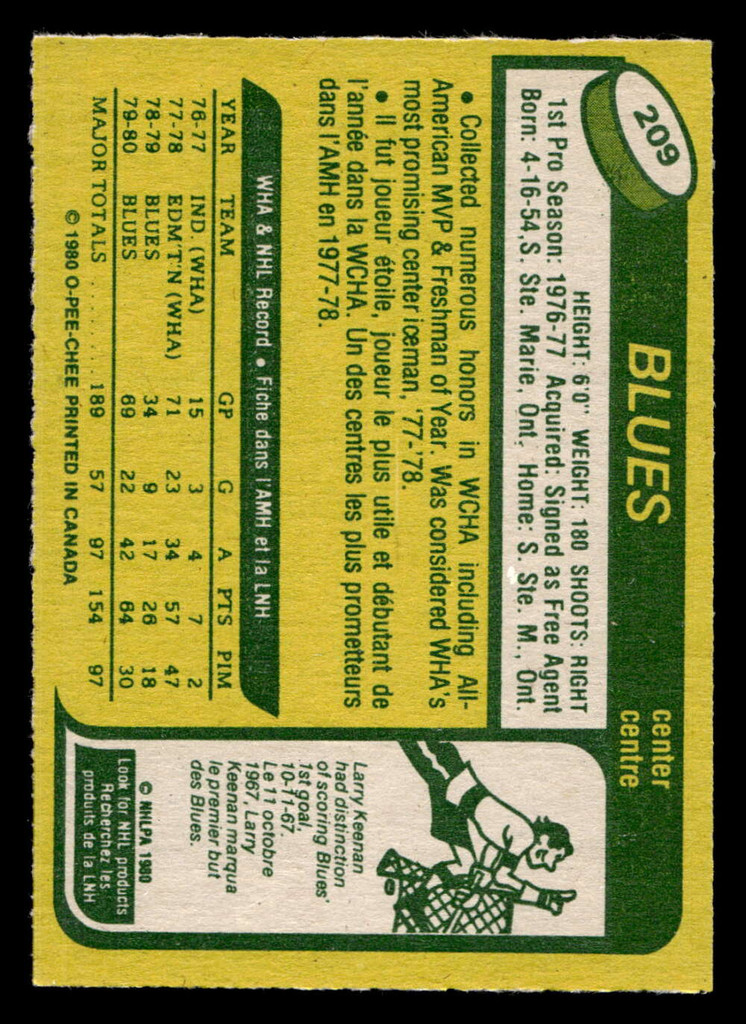 209
BLUES
center
centre
HEIGHT: 6'0" WEIGHT: 180 SHOOTS: RIGHT
1st Pro Season: 1976-77 Acquired: Signed as Free Agent
Born: 4-16-54,S. Ste. Marie, Ont. Home: S. Ste. M., Ont.
• Collected numerous honors in WCHA including All-
American MVP & Freshman of Year. Was considered WHA's
most promising center iceman, '77-'78.
• Il fut joueur étoile, joueur le plus utile et débutant de
l'année dans la WCHA. Un des centres les plus prometteurs
dans l'AMH en 1977-78.
WHA & NHL Record • Fiche dans l'AMH et la LNH
YEAR TEAM GP G A PTS PIM
76-77 IND. (WHA) 15 3 4 7 2
77-78 EDM'T'N (WHA) 71 23 34 57 47
78-79 BLUES 34 9 17 26 18
79-80 BLUES 69 22 42 64 30
MAJOR TOTALS ........ 189 57 97 154 97
© 1980 O-PEE-CHEE PRINTED IN CANADA
Larry Keenan
had distinction
of scoring Blues'
1st goal,
10-11-67.
Le 11 octobre
1967, Larry
Keenan marqua
le premier but
des Blues.
© NHLPA 1980
Look for NHL products
Recherchez les
produits de la LNH